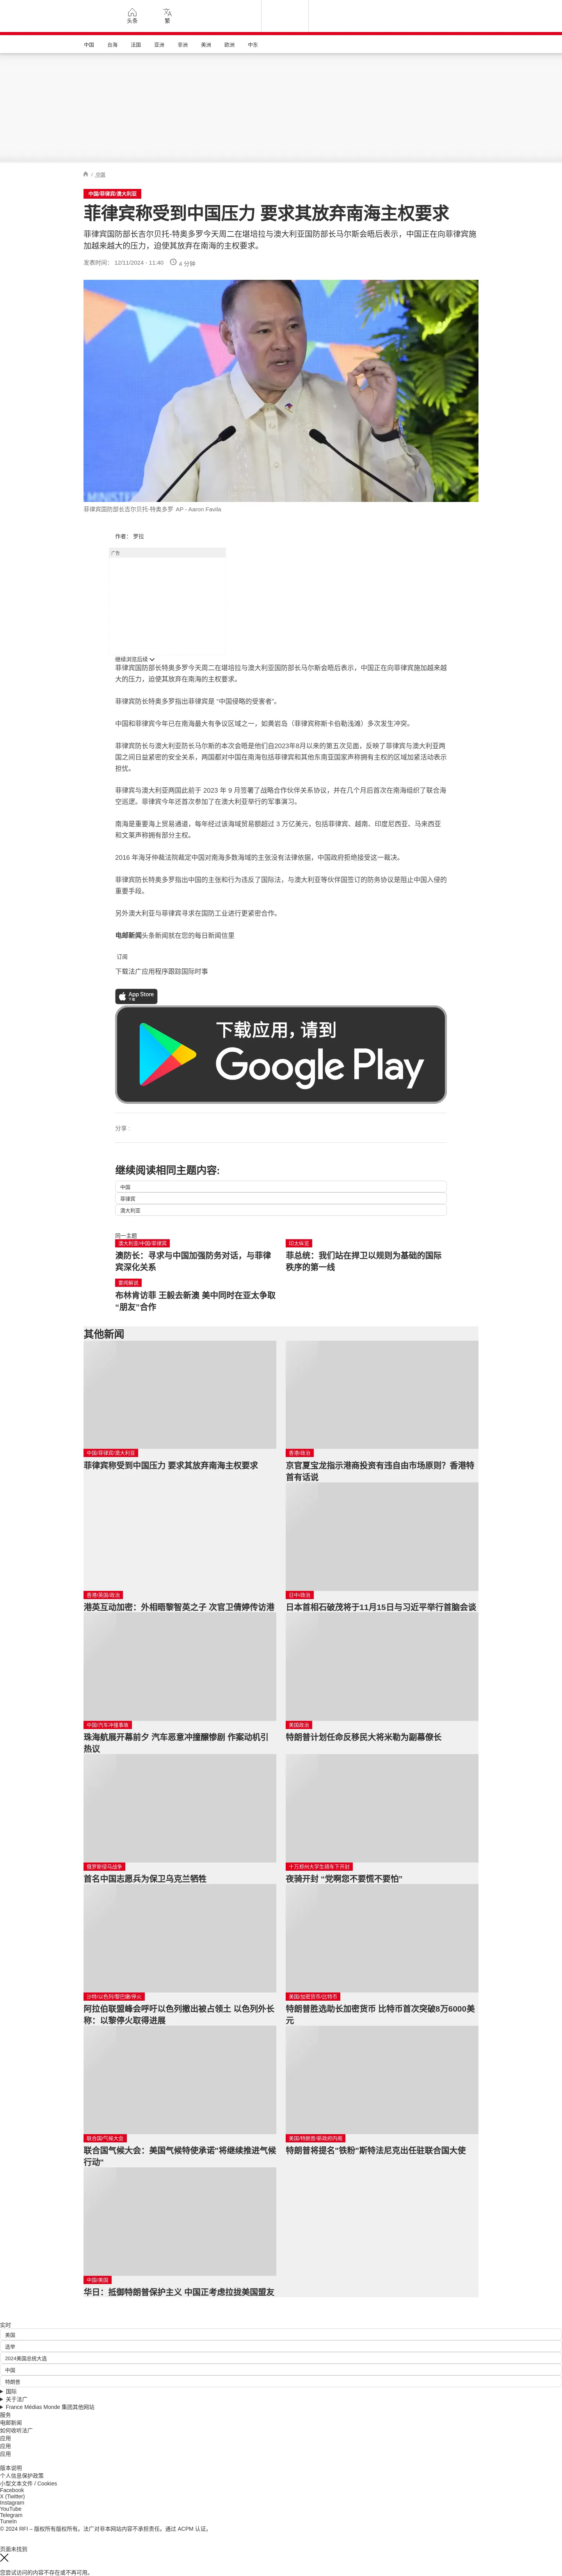 头条
繁
中国
台海
法国
亚洲
非洲
美洲
欧洲
中东
/ 中国
中国/菲律宾/澳大利亚
菲律宾称受到中国压力 要求其放弃南海主权要求
菲律宾国防部长吉尔贝托-特奥多罗今天周二在堪培拉与澳大利亚国防部长马尔斯会晤后表示，中国正在向菲律宾施
加越来越大的压力，迫使其放弃在南海的主权要求。
发表时间： 12/11/2024 - 11:40 4 分钟
菲律宾国防部长吉尔贝托-特奥多罗 AP - Aaron Favila
作者： 罗拉
广告
继续浏览后续
菲律宾国防部长特奥多罗今天周二在堪培拉与澳大利亚国防部长马尔斯会晤后表示，中国正在向菲律宾施加越来越
大的压力，迫使其放弃在南海的主权要求。
菲律宾防长特奥多罗指出菲律宾是 “中国侵略的受害者”。
中国和菲律宾今年已在南海最大有争议区域之一，如黄岩岛（菲律宾称斯卡伯勒浅滩）多次发生冲突。
菲律宾防长与澳大利亚防长马尔斯的本次会晤是他们自2023年8月以来的第五次见面，反映了菲律宾与澳大利亚两
国之间日益紧密的安全关系，两国都对中国在南海包括菲律宾和其他东南亚国家声称拥有主权的区域加紧活动表示
担忧。
菲律宾与澳大利亚两国此前于 2023 年 9 月签署了战略合作伙伴关系协议，并在几个月后首次在南海组织了联合海
空巡逻。菲律宾今年还首次参加了在澳大利亚举行的军事演习。
南海是重要海上贸易通道，每年经过该海域贸易额超过 3 万亿美元，包括菲律宾、越南、印度尼西亚、马来西亚
和文莱声称拥有部分主权。
2016 年海牙仲裁法院裁定中国对南海多数海域的主张没有法律依据，中国政府拒绝接受这一裁决。
菲律宾防长特奥多罗指出中国的主张和行为违反了国际法，与澳大利亚等伙伴国签订的防务协议是阻止中国入侵的
重要手段。
另外澳大利亚与菲律宾寻求在国防工业进行更紧密合作。
电邮新闻头条新闻就在您的每日新闻信里
订阅
下载法广应用程序跟踪国际时事
App Store
下载
下载应用，请到
Google Play
分享 :
继续阅读相同主题内容:
中国
菲律宾
澳大利亚
同一主题
澳大利亚/中国/菲律宾
澳防长：寻求与中国加强防务对话，与菲律
宾深化关系
印太纵览
菲总统：我们站在捍卫以规则为基础的国际
秩序的第一线
要闻解说
布林肯访菲 王毅去新澳 美中同时在亚太争取
“朋友”合作
其他新闻
中国/菲律宾/澳大利亚
菲律宾称受到中国压力 要求其放弃南海主权要求
香港/政治
京官夏宝龙指示港商投资有违自由市场原则？香港特
首有话说
香港/英国/政治
港英互动加密：外相晤黎智英之子 次官卫倩婷传访港
日中/政治
日本首相石破茂将于11月15日与习近平举行首脑会谈
中国/汽车冲撞事故
珠海航展开幕前夕 汽车恶意冲撞醸惨剧 作案动机引
热议
美国政治
特朗普计划任命反移民大将米勒为副幕僚长
俄罗斯侵乌战争
首名中国志愿兵为保卫乌克兰牺牲
十万郑州大学生骑车下开封
夜骑开封 “党啊您不要慌不要怕”
沙特/以色列/黎巴嫩/停火
阿拉伯联盟峰会呼吁以色列撤出被占领土 以色列外长
称：以黎停火取得进展
美国/加密货币/比特币
特朗普胜选助长加密货币 比特币首次突破8万6000美
元
联合国/气候大会
联合国气候大会：美国气候特使承诺“将继续推进气候
行动”
美国/特朗普/新政府内阁
特朗普将提名“铁粉”斯特法尼克出任驻联合国大使
中国/美国
华日：抵御特朗普保护主义 中国正考虑拉拢美国盟友
实时
美国
选举
2024美国总统大选
中国
特朗普
国际
关于法广
France Médias Monde 集团其他网站
服务
电邮新闻
如何收听法广
应用
应用
应用
版本说明
个人信息保护政策
小型文本文件 / Cookies
Facebook
X (Twitter)
Instagram
YouTube
Telegram
TuneIn
© 2024 RFI – 版权所有版权所有。法广对非本网站内容不承担责任。通过 ACPM 认证。
页面未找到
您尝试访问的内容不存在或不再可用。